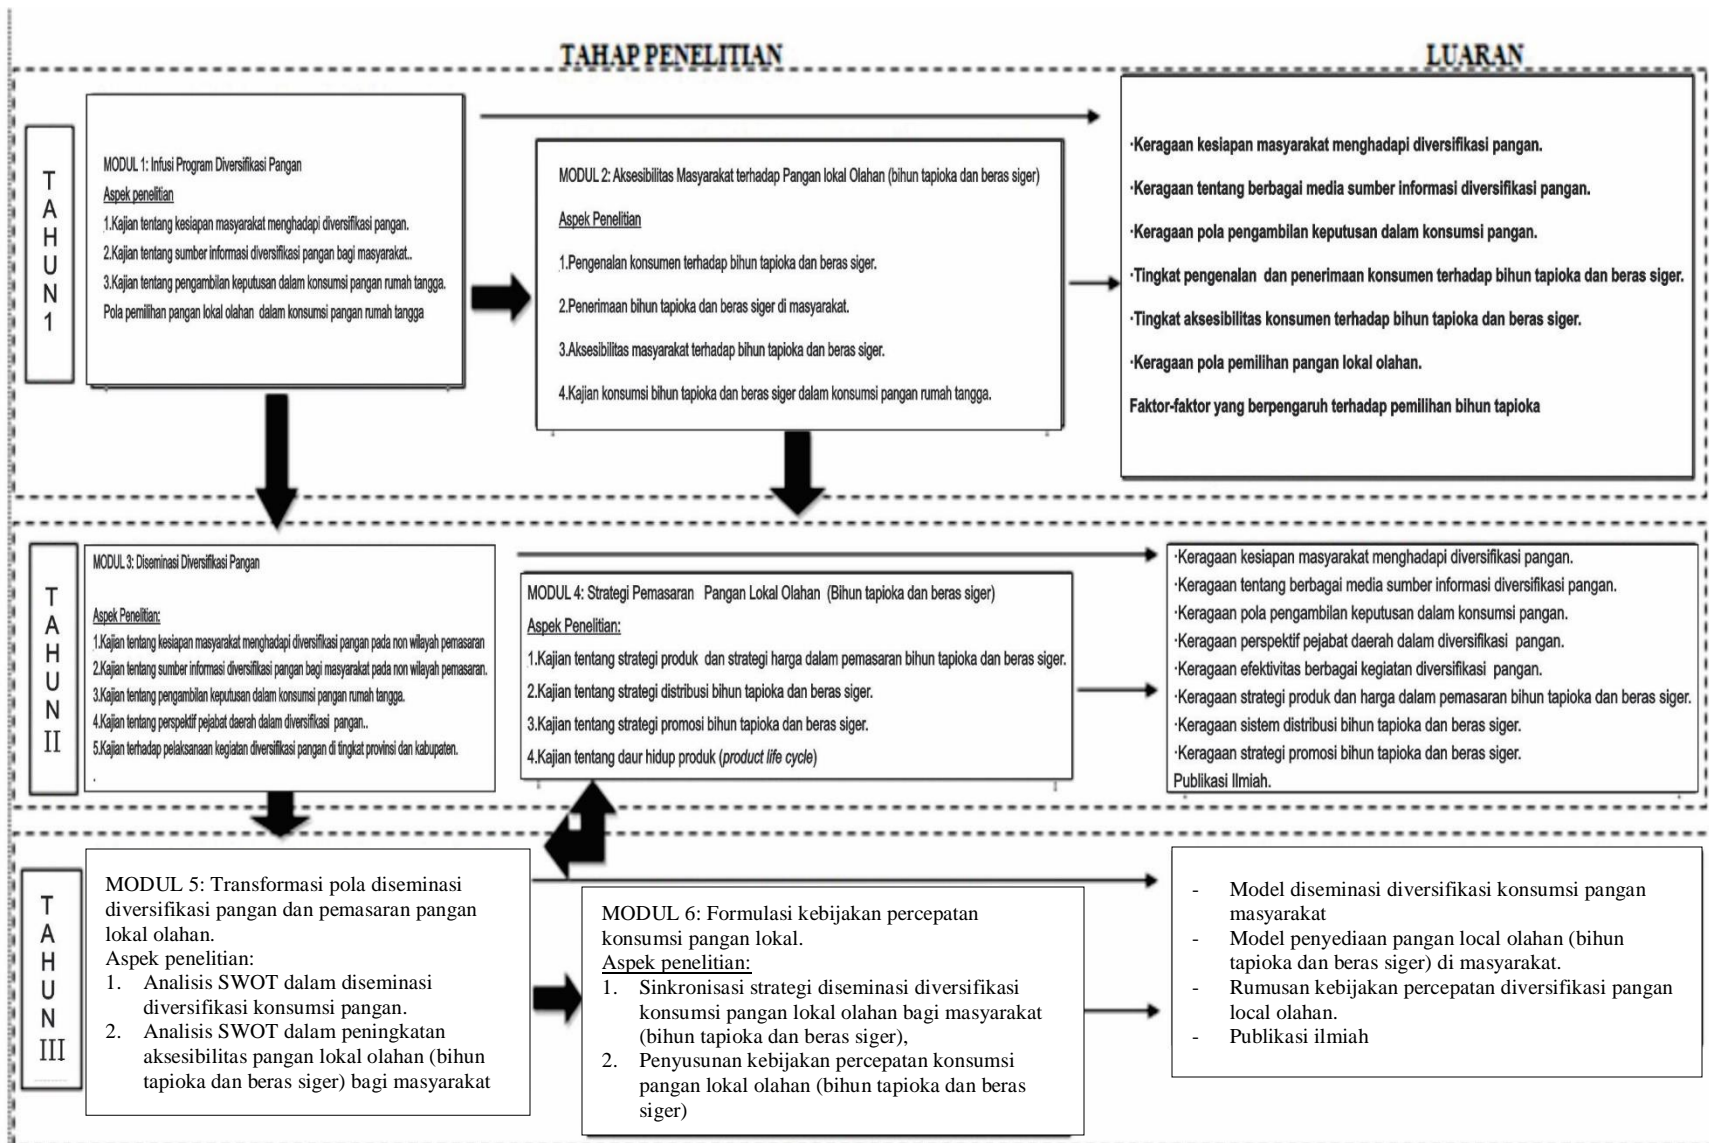 TAHAP PENELITIAN
LUARAN
TAHUN 1
MODUL 1: Infusi Program Diversifikasi Pangan
Aspek penelitian
1.Kajian tentang kesiapan masyarakat menghadapi diversifikasi pangan.
2.Kajian tentang sumber informasi diversifikasi pangan bagi masyarakat..
3.Kajian tentang pengambilan keputusan dalam konsumsi pangan rumah tangga.
Pola pemilihan pangan lokal olahan dalam konsumsi pangan rumah tangga
MODUL 2: Aksesibilitas Masyarakat terhadap Pangan lokal Olahan (bihun tapioka dan beras siger)
Aspek Penelitian
1.Pengenalan konsumen terhadap bihun tapioka dan beras siger.
2.Penerimaan bihun tapioka dan beras siger di masyarakat.
3.Aksesibilitas masyarakat terhadap bihun tapioka dan beras siger.
4.Kajian konsumsi bihun tapioka dan beras siger dalam konsumsi pangan rumah tangga.
·Keragaan kesiapan masyarakat menghadapi diversifikasi pangan.
·Keragaan tentang berbagai media sumber informasi diversifikasi pangan.
·Keragaan pola pengambilan keputusan dalam konsumsi pangan.
·Tingkat pengenalan dan penerimaan konsumen terhadap bihun tapioka dan beras siger.
·Tingkat aksesibilitas konsumen terhadap bihun tapioka dan beras siger.
·Keragaan pola pemilihan pangan lokal olahan.
Faktor-faktor yang berpengaruh terhadap pemilihan bihun tapioka
TAHUN II
MODUL 3: Diseminasi Diversifikasi Pangan
Aspek Penelitian:
1.Kajian tentang kesiapan masyarakat menghadapi diversifikasi pangan pada non wilayah pemasaran
2.Kajian tentang sumber informasi diversifikasi pangan bagi masyarakat pada non wilayah pemasaran.
3.Kajian tentang pengambilan keputusan dalam konsumsi pangan rumah tangga.
4.Kajian tentang perspektif pejabat daerah dalam diversifikasi pangan..
5.Kajian terhadap pelaksanaan kegiatan diversifikasi pangan di tingkat provinsi dan kabupaten.
.
MODUL 4: Strategi Pemasaran Pangan Lokal Olahan (Bihun tapioka dan beras siger)
Aspek Penelitian:
1.Kajian tentang strategi produk dan strategi harga dalam pemasaran bihun tapioka dan beras siger.
2.Kajian tentang strategi distribusi bihun tapioka dan beras siger.
3.Kajian tentang strategi promosi bihun tapioka dan beras siger.
4.Kajian tentang daur hidup produk (product life cycle)
·Keragaan kesiapan masyarakat menghadapi diversifikasi pangan.
·Keragaan tentang berbagai media sumber informasi diversifikasi pangan.
·Keragaan pola pengambilan keputusan dalam konsumsi pangan.
·Keragaan perspektif pejabat daerah dalam diversifikasi pangan.
·Keragaan efektivitas berbagai kegiatan diversifikasi pangan.
·Keragaan strategi produk dan harga dalam pemasaran bihun tapioka dan beras siger.
·Keragaan sistem distribusi bihun tapioka dan beras siger.
·Keragaan strategi promosi bihun tapioka dan beras siger.
Publikasi Ilmiah.
TAHUN III
MODUL 5: Transformasi pola diseminasi
diversifikasi pangan dan pemasaran pangan
lokal olahan.
Aspek penelitian:
1. Analisis SWOT dalam diseminasi
diversifikasi konsumsi pangan.
2. Analisis SWOT dalam peningkatan
aksesibilitas pangan lokal olahan (bihun
tapioka dan beras siger) bagi masyarakat
MODUL 6: Formulasi kebijakan percepatan
konsumsi pangan lokal.
Aspek penelitian:
1. Sinkronisasi strategi diseminasi diversifikasi
konsumsi pangan lokal olahan bagi masyarakat
(bihun tapioka dan beras siger),
2. Penyusunan kebijakan percepatan konsumsi
pangan lokal olahan (bihun tapioka dan beras
siger)
- Model diseminasi diversifikasi konsumsi pangan
masyarakat
- Model penyediaan pangan local olahan (bihun
tapioka dan beras siger) di masyarakat.
- Rumusan kebijakan percepatan diversifikasi pangan
local olahan.
- Publikasi ilmiah